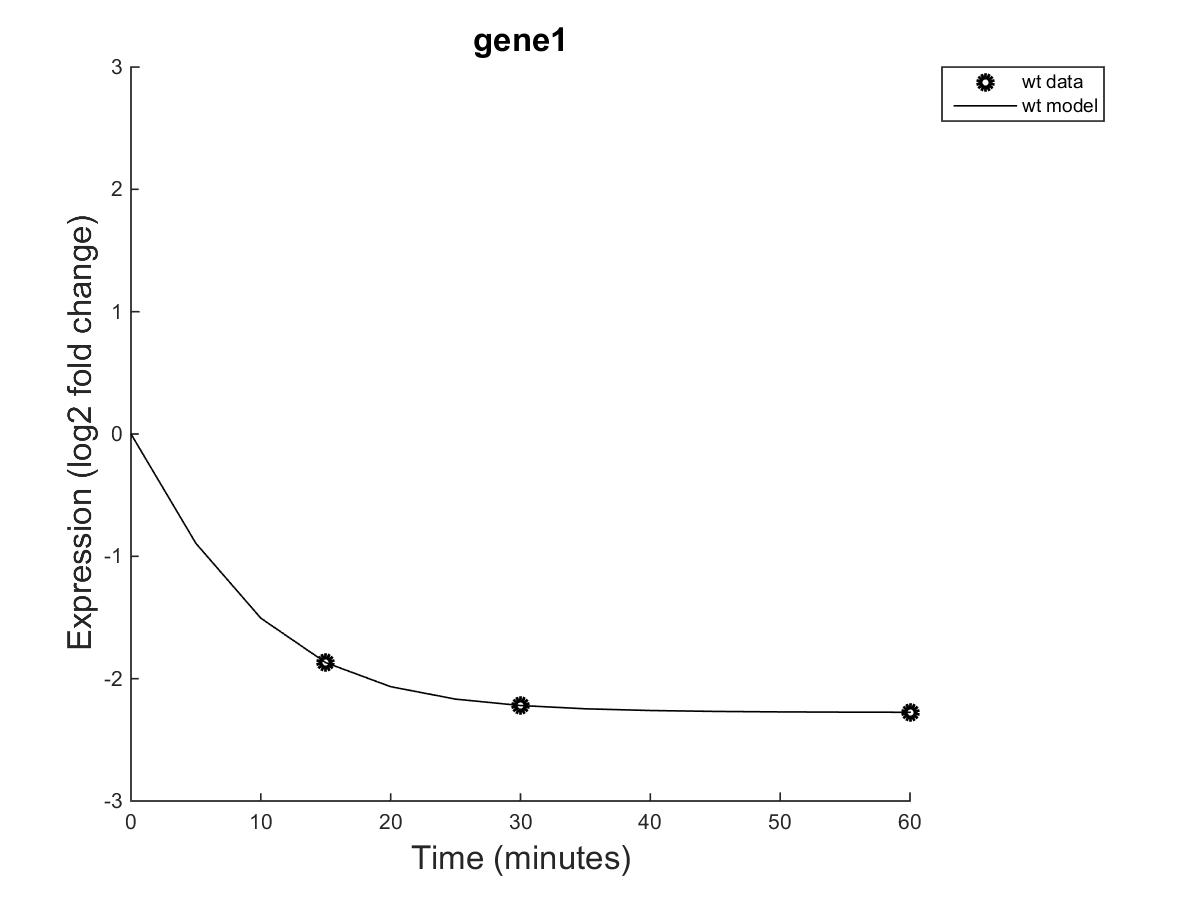 gene1
wt data
wt model
3
2
1
0
-1
-2
-3
Expression (log2 fold change)
0 10 20 30 40 50 60
Time (minutes)